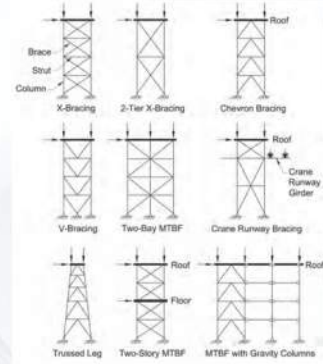 Roof
Brace
Strut
Column
X-Bracing
2-Tier X-Bracing
Chevron Bracing
Roof
Crane
Runway
Girder
V-Bracing
Two-Bay MTBF
Crane Runway Bracing
Roof
Roof
Floor
Trussed Leg
Two-Story MTBF
MTBF with Gravity Columns